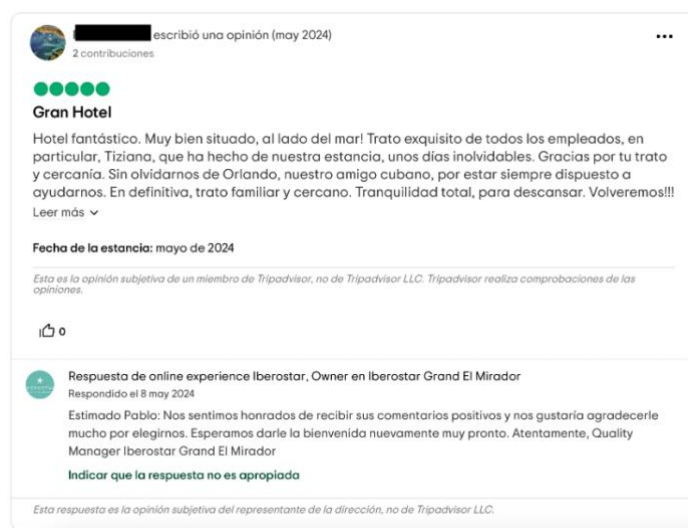 escribió una opinión (may 2024)
2 contribuciones
Gran Hotel
Hotel fantástico. Muy bien situado, al lado del mar! Trato exquisito de todos los empleados, en
particular, Tiziana, que ha hecho de nuestra estancia, unos días inolvidables. Gracias por tu trato
y cercanía. Sin olvidarnos de Orlando, nuestro amigo cubano, por estar siempre dispuesto a
ayudarnos. En definitiva, trato familiar y cercano. Tranquilidad total, para descansar. Volveremos!!!
Leer más
Fecha de la estancia: mayo de 2024
Esta es la opinión subjetiva de un miembro de Tripadvisor, no de Tripadvisor LLC. Tripadvisor realiza comprobaciones de las
opiniones.
0
Respuesta de online experience Iberostar, Owner en Iberostar Grand El Mirador
Respondido el 8 may 2024
Estimado Pablo: Nos sentimos honrados de recibir sus comentarios positivos y nos gustaría agradecerle
mucho por elegirnos. Esperamos darle la bienvenida nuevamente muy pronto. Atentamente, Quality
Manager Iberostar Grand El Mirador
Indicar que la respuesta no es apropiada
Esta respuesta es la opinión subjetiva del representante de la dirección, no de Tripadvisor LLC.